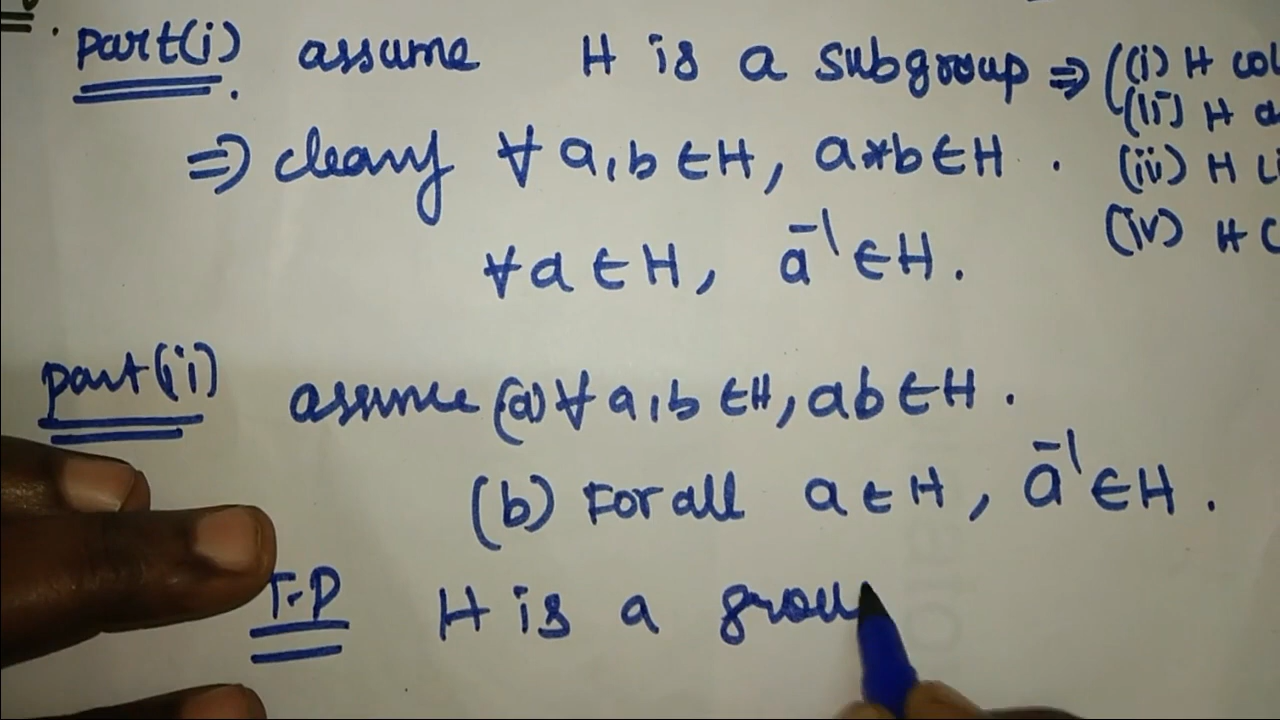 part(i). assume H is a subgroup ⇒ ((i) H
(ii) H
⇒ clearly ∀ a,b ∈ H, a*b ∈ H . (iii) H
∀ a ∈ H, a⁻¹ ∈ H. (iv) H
part(ii) assume (a) ∀ a,b ∈ H, ab ∈ H.
(b) For all a ∈ H, a⁻¹ ∈ H.
T.P H is a grou